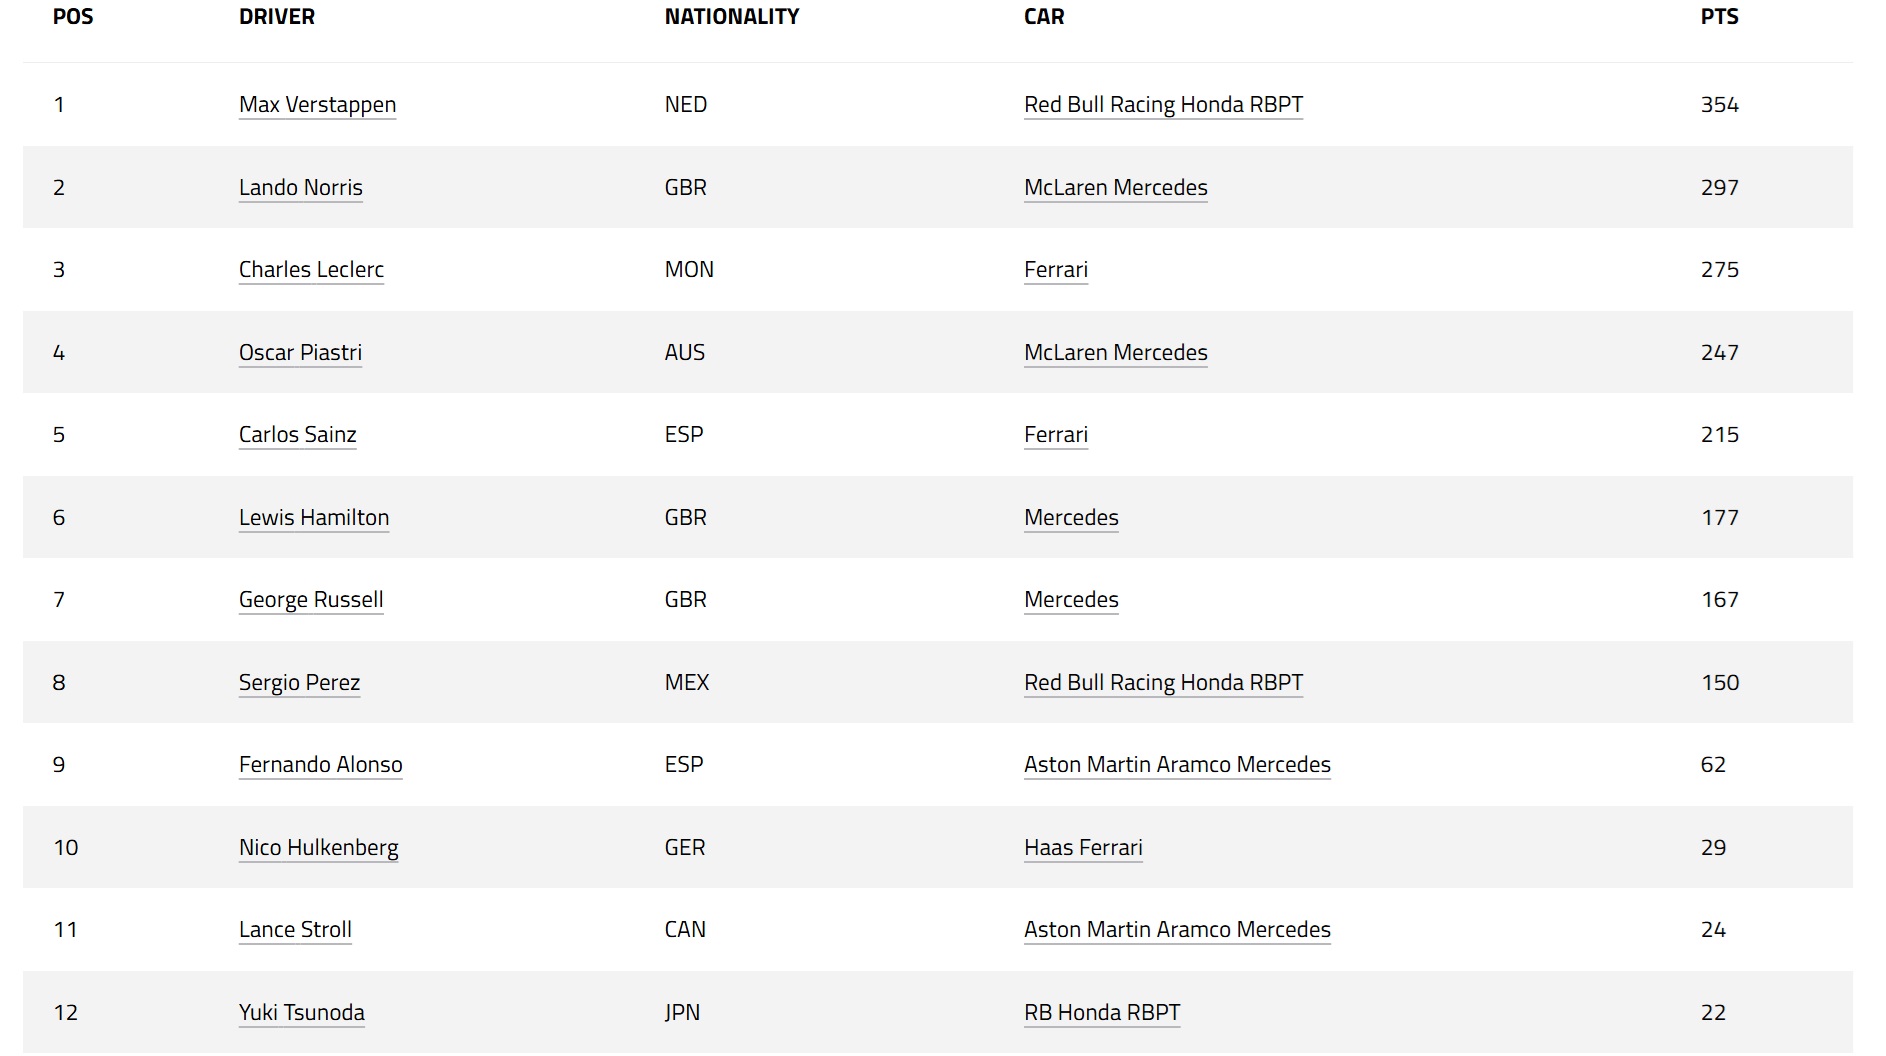 POS DRIVER NATIONALITY CAR PTS
1 Max Verstappen NED Red Bull Racing Honda RBPT 354
2 Lando Norris GBR McLaren Mercedes 297
3 Charles Leclerc MON Ferrari 275
4 Oscar Piastri AUS McLaren Mercedes 247
5 Carlos Sainz ESP Ferrari 215
6 Lewis Hamilton GBR Mercedes 177
7 George Russell GBR Mercedes 167
8 Sergio Perez MEX Red Bull Racing Honda RBPT 150
9 Fernando Alonso ESP Aston Martin Aramco Mercedes 62
10 Nico Hulkenberg GER Haas Ferrari 29
11 Lance Stroll CAN Aston Martin Aramco Mercedes 24
12 Yuki Tsunoda JPN RB Honda RBPT 22